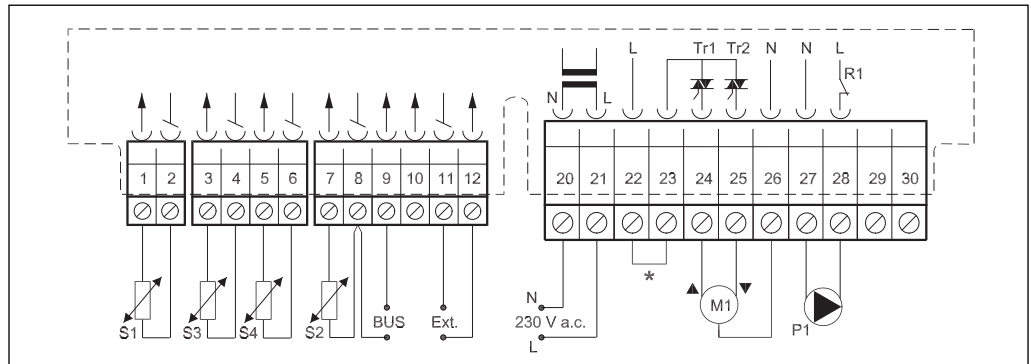 L Tr1 Tr2 N N L
R1
N L
1 2 3 4 5 6 7 8 9 10 11 12 20 21 22 23 24 25 26 27 28 29 30
*
N
M1
S1 S3 S4 S2 BUS Ext. 230 V a.c. P1
L